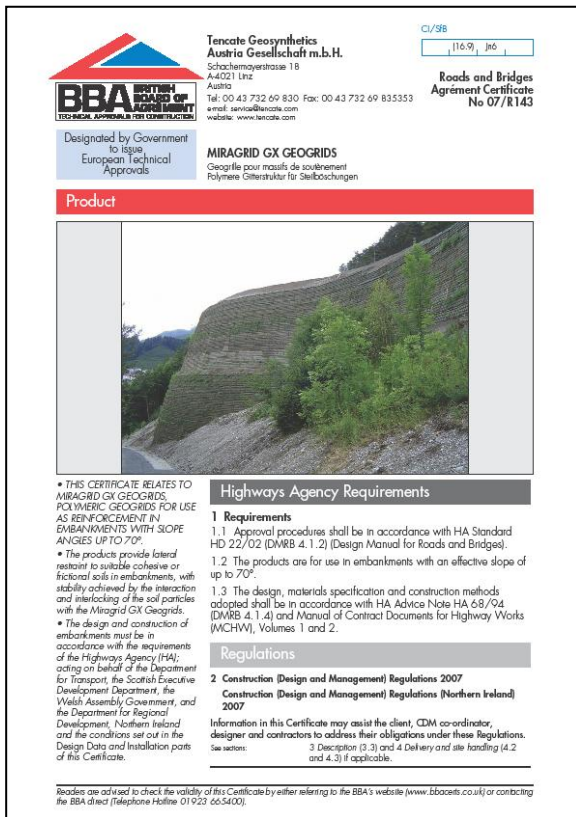 CI/SfB
(16.9) Jn6
Tencate Geosynthetics
Austria Gesellschaft m.b.H.
Schachermayerstrasse 18
A-4021 Linz
Austria
Tel: 00 43 732 69 830 Fax: 00 43 732 69 835353
e-mail: service@tencate.com
website: www.tencate.com
Roads and Bridges
Agrément Certificate
No 07/R143
BBA BRITISH BOARD OF AGRÉMENT
TECHNICAL APPROVALS FOR CONSTRUCTION
Designated by Government
to issue
European Technical
Approvals
MIRAGRID GX GEOGRIDS
Geogrille pour massifs de soutènement
Polymere Gitterstruktur für Steilböschungen
Product
• THIS CERTIFICATE RELATES TO
MIRAGRID GX GEOGRIDS,
POLYMERIC GEOGRIDS FOR USE
AS REINFORCEMENT IN
EMBANKMENTS WITH SLOPE
ANGLES UP TO 70°.
• The products provide lateral
restraint to suitable cohesive or
frictional soils in embankments, with
stability achieved by the interaction
and interlocking of the soil particles
with the Miragrid GX Geogrids.
• The design and construction of
embankments must be in
accordance with the requirements
of the Highways Agency (HA);
acting on behalf of the Department
for Transport, the Scottish Executive
Development Department, the
Welsh Assembly Government, and
the Department for Regional
Development, Northern Ireland
and the conditions set out in the
Design Data and Installation parts
of this Certificate.
Highways Agency Requirements
1 Requirements
1.1 Approval procedures shall be in accordance with HA Standard
HD 22/02 (DMRB 4.1.2) (Design Manual for Roads and Bridges).
1.2 The products are for use in embankments with an effective slope of
up to 70°.
1.3 The design, materials specification and construction methods
adopted shall be in accordance with HA Advice Note HA 68/94
(DMRB 4.1.4) and Manual of Contract Documents for Highway Works
(MCHW), Volumes 1 and 2.
Regulations
2 Construction (Design and Management) Regulations 2007
Construction (Design and Management) Regulations (Northern Ireland)
2007
Information in this Certificate may assist the client, CDM co-ordinator,
designer and contractors to address their obligations under these Regulations.
See sections: 3 Description (3.3) and 4 Delivery and site handling (4.2
and 4.3) if applicable.
Readers are advised to check the validity of this Certificate by either referring to the BBA's website (www.bbacerts.co.uk) or contacting
the BBA direct (Telephone Hotline 01923 665400).